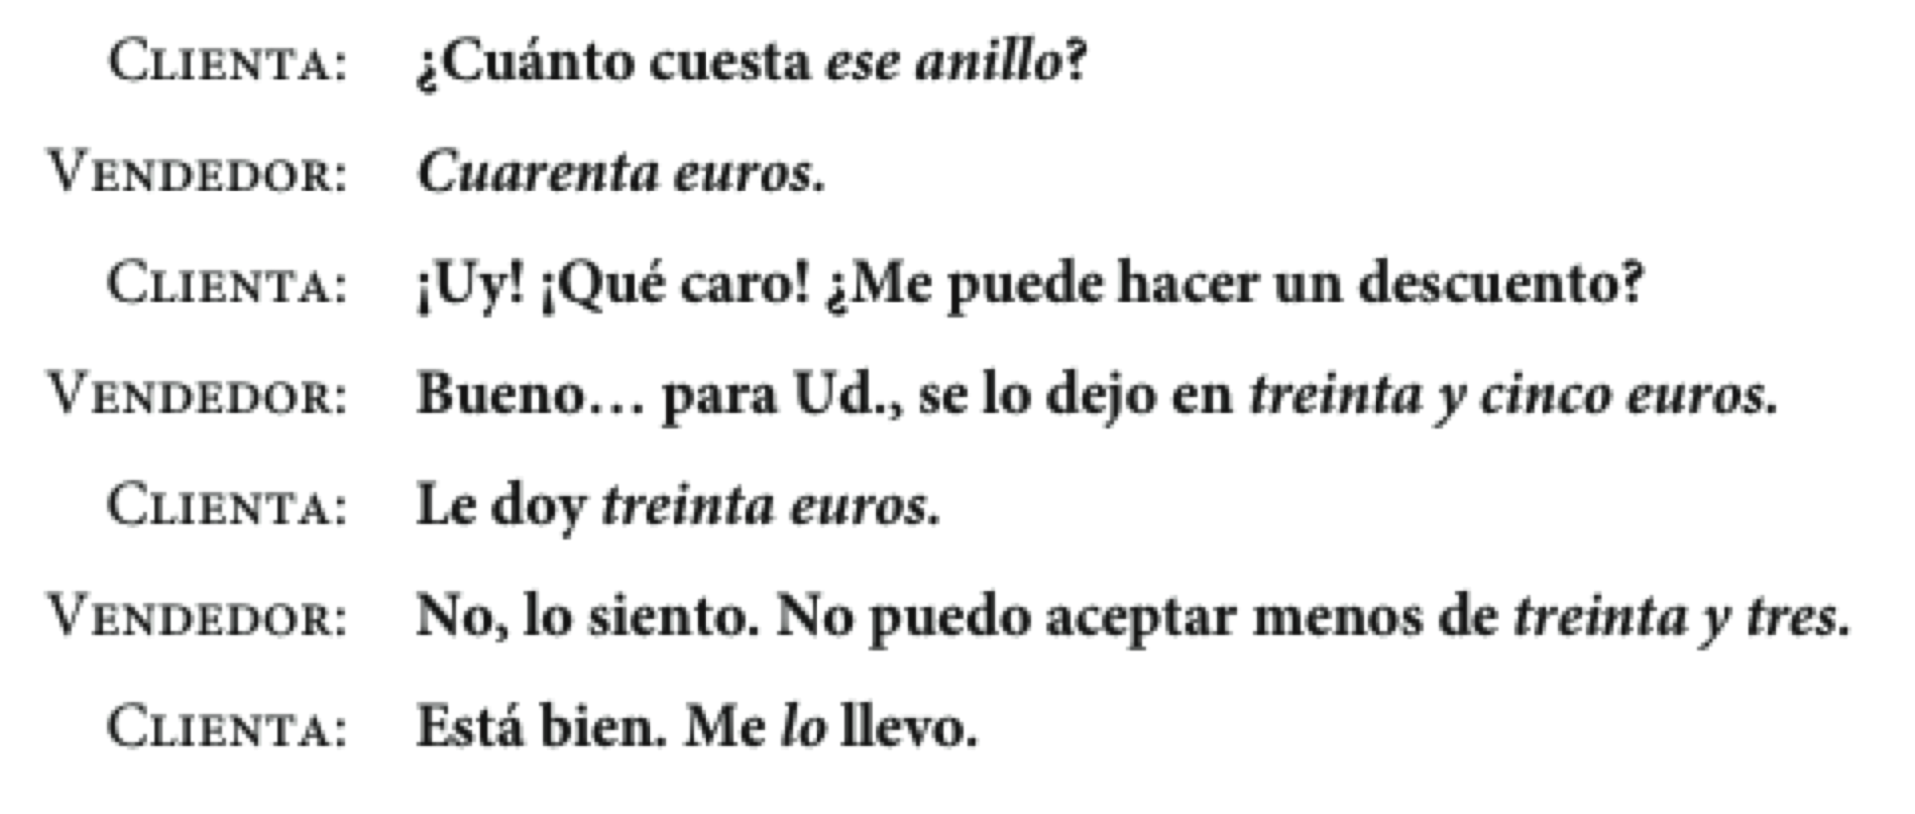 CLIENTA: ¿Cuánto cuesta ese anillo?
VENDEDOR: Cuarenta euros.
CLIENTA: ¡Uy! ¡Qué caro! ¿Me puede hacer un descuento?
VENDEDOR: Bueno… para Ud., se lo dejo en treinta y cinco euros.
CLIENTA: Le doy treinta euros.
VENDEDOR: No, lo siento. No puedo aceptar menos de treinta y tres.
CLIENTA: Está bien. Me lo llevo.